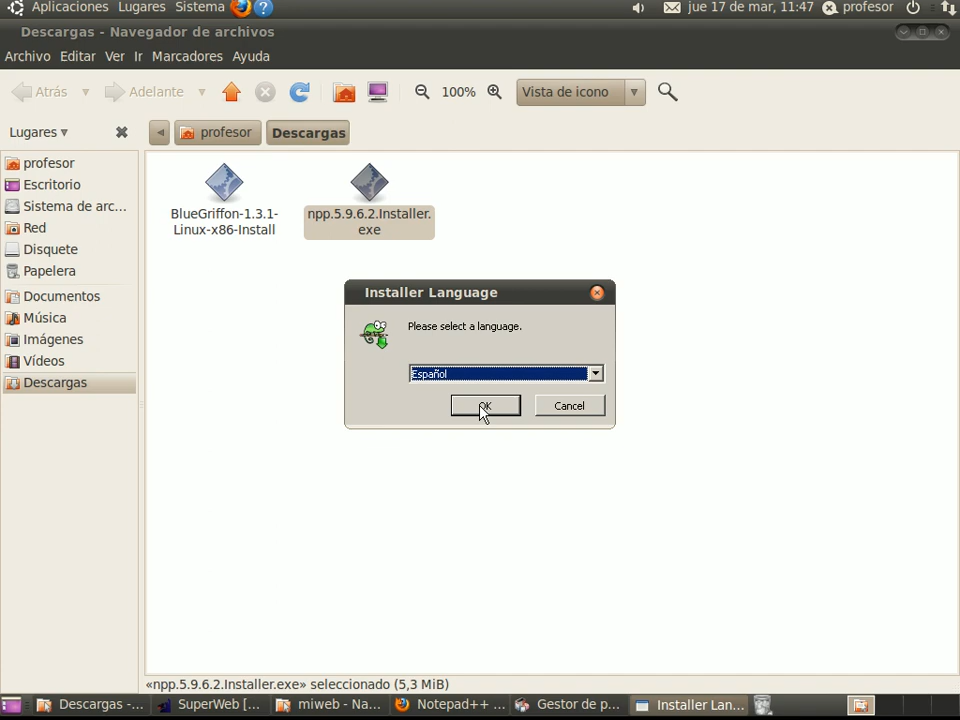 Aplicaciones Lugares Sistema jue 17 de mar, 11:47 profesor
Descargas - Navegador de archivos
Archivo Editar Ver Ir Marcadores Ayuda
Atrás Adelante 100% Vista de icono
Lugares profesor Descargas
profesor
Escritorio
Sistema de arc...
Red
Disquete
Papelera
Documentos
Música
Imágenes
Vídeos
Descargas
BlueGriffon-1.3.1-
Linux-x86-Install
npp.5.9.6.2.Installer.
exe
Installer Language
Please select a language.
Español
OK Cancel
«npp.5.9.6.2.Installer.exe» seleccionado (5,3 MiB)
Descargas -... SuperWeb [... miweb - Na... Notepad++ ... Gestor de p... Installer Lan...